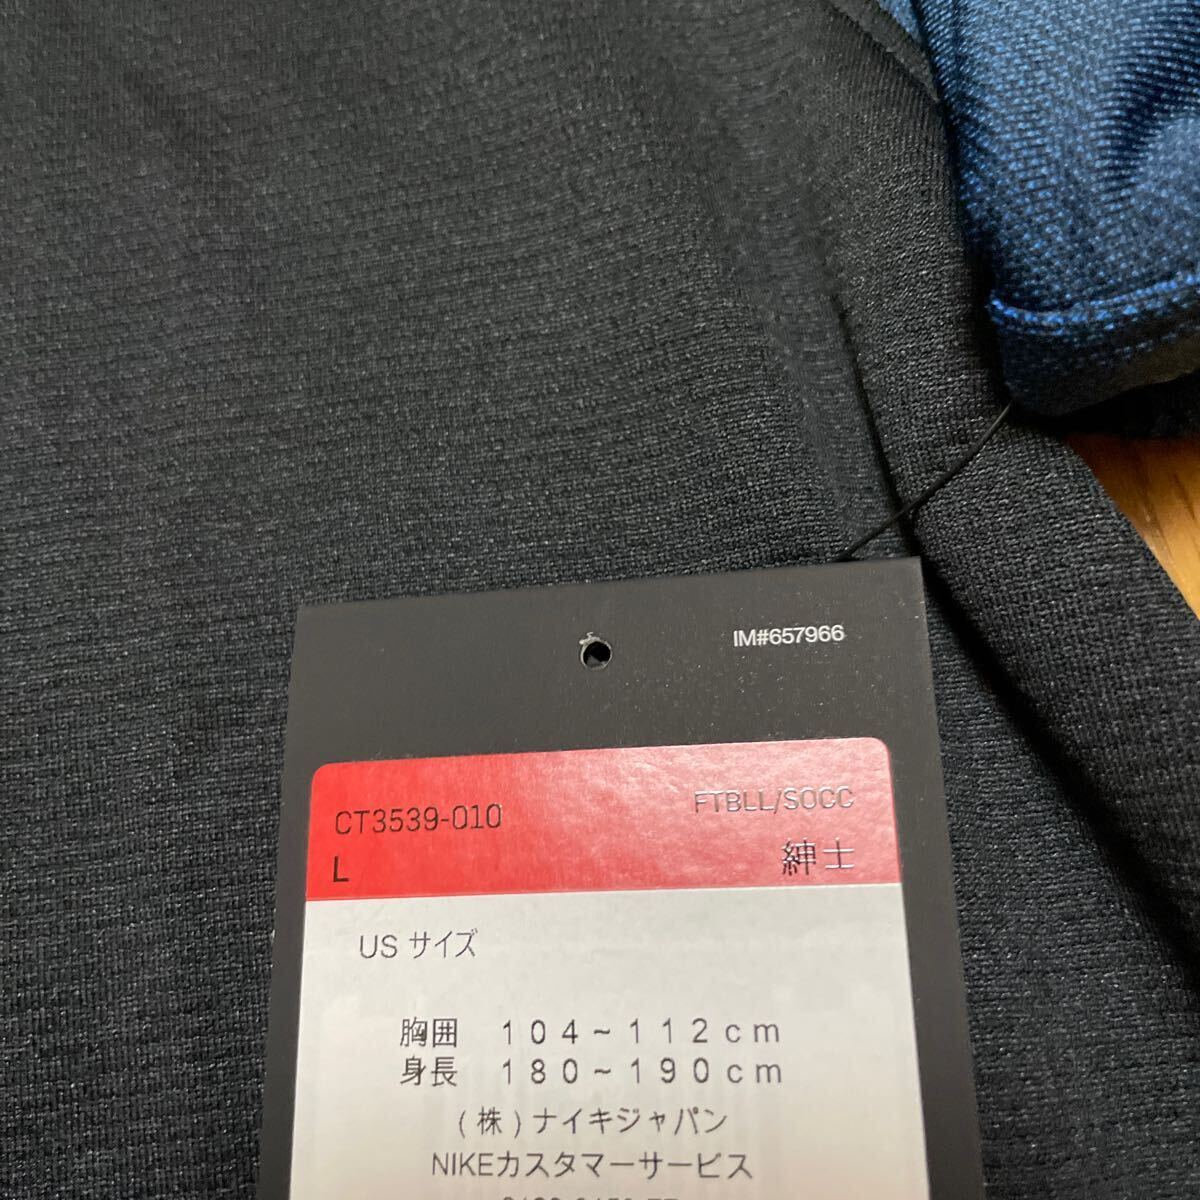 IM#657966
CT3539-010
FTBLL/SOCC
L
紳士
US サイズ
胸囲 104~112cm
身長 180~190cm
(株)ナイキジャパン
NIKEカスタマーサービス